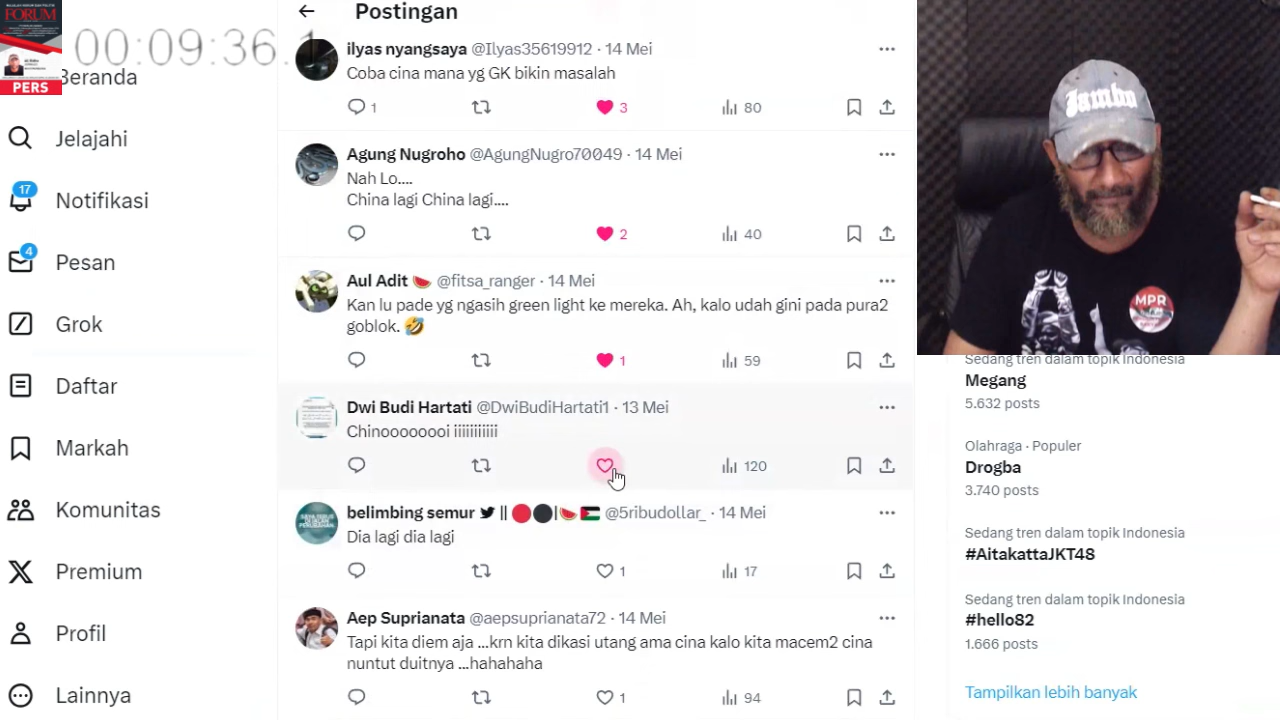 FORUM
PERS
00:09:36.1
Postingan
Beranda
Jelajahi
17
Notifikasi
4
Pesan
Grok
Daftar
Markah
Komunitas
Premium
Profil
Lainnya
ilyas nyangsaya @Ilyas35619912 · 14 Mei
Coba cina mana yg GK bikin masalah
1 3 80
Agung Nugroho @AgungNugro70049 · 14 Mei
Nah Lo....
China lagi China lagi....
2 40
Aul Adit 🍉 @fitsa_ranger · 14 Mei
Kan lu pade yg ngasih green light ke mereka. Ah, kalo udah gini pada pura2
goblok. 🤣
1 59
Dwi Budi Hartati @DwiBudiHartati1 · 13 Mei
Chinoooooooi iiiiiiiiiii
120
belimbing semur || 🔴⚫|🍉🇵🇸 @5ribudollar_ · 14 Mei
Dia lagi dia lagi
1 17
Aep Suprianata @aepsuprianata72 · 14 Mei
Tapi kita diem aja ...krn kita dikasi utang ama cina kalo kita macem2 cina
nuntut duitnya ...hahahaha
1 94
Jambo
MPR
Sedang tren dalam topik Indonesia
Megang
5.632 posts
Olahraga · Populer
Drogba
3.740 posts
Sedang tren dalam topik Indonesia
#AitakattaJKT48
Sedang tren dalam topik Indonesia
#hello82
1.666 posts
Tampilkan lebih banyak